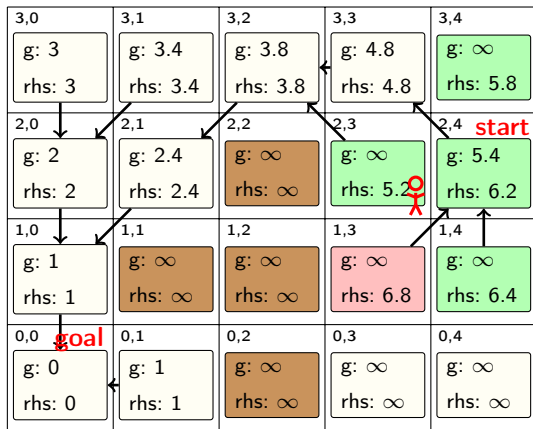 3,0 3,1 3,2 3,3 3,4
g: 3 g: 3.4 g: 3.8 g: 4.8 g: ∞
rhs: 3 rhs: 3.4 rhs: 3.8 rhs: 4.8 rhs: 5.8
2,0 2,1 2,2 2,3 2,4 start
g: 2 g: 2.4 g: ∞ g: ∞ g: 5.4
rhs: 2 rhs: 2.4 rhs: ∞ rhs: 5.2 rhs: 6.2
1,0 1,1 1,2 1,3 1,4
g: 1 g: ∞ g: ∞ g: ∞ g: ∞
rhs: 1 rhs: ∞ rhs: ∞ rhs: 6.8 rhs: 6.4
0,0 goal 0,1 0,2 0,3 0,4
g: 0 g: 1 g: ∞ g: ∞ g: ∞
rhs: 0 rhs: 1 rhs: ∞ rhs: ∞ rhs: ∞